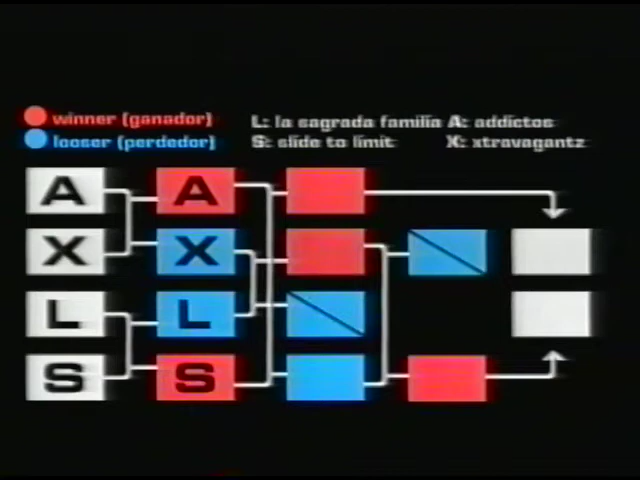 winner (ganador)
looser (perdedor)
L: la sagrada familia A: addictos
S: slide to limit X: xtravagantz
A A
X X
L L
S S